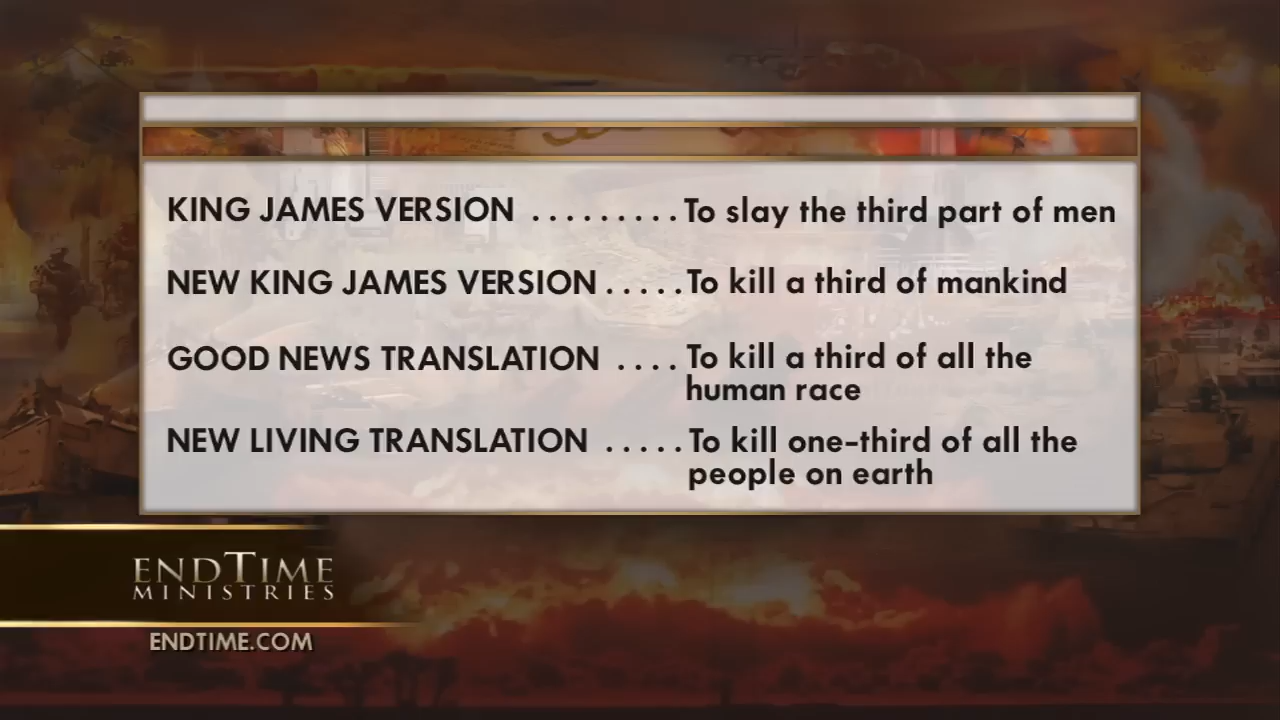 KING JAMES VERSION .........To slay the third part of men
NEW KING JAMES VERSION.....To kill a third of mankind
GOOD NEWS TRANSLATION ....To kill a third of all the
human race
NEW LIVING TRANSLATION .....To kill one-third of all the
people on earth
ENDTIME
MINISTRIES
ENDTIME.COM